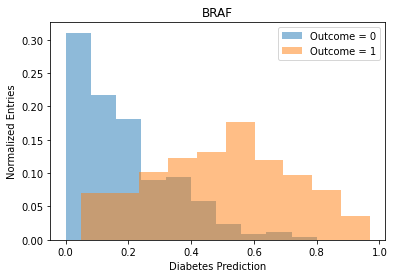 BRAF
Outcome = 0
Outcome = 1
0.30
0.25
0.20
0.15
0.10
0.05
0.00
Normalized Entries
0.0 0.2 0.4 0.6 0.8 1.0
Diabetes Prediction